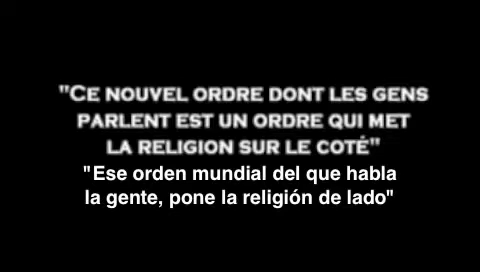 "CE NOUVEL ORDRE DONT LES GENS
PARLENT EST UN ORDRE QUI MET
LA RELIGION SUR LE COTÉ"
"Ese orden mundial del que habla
la gente, pone la religión de lado"